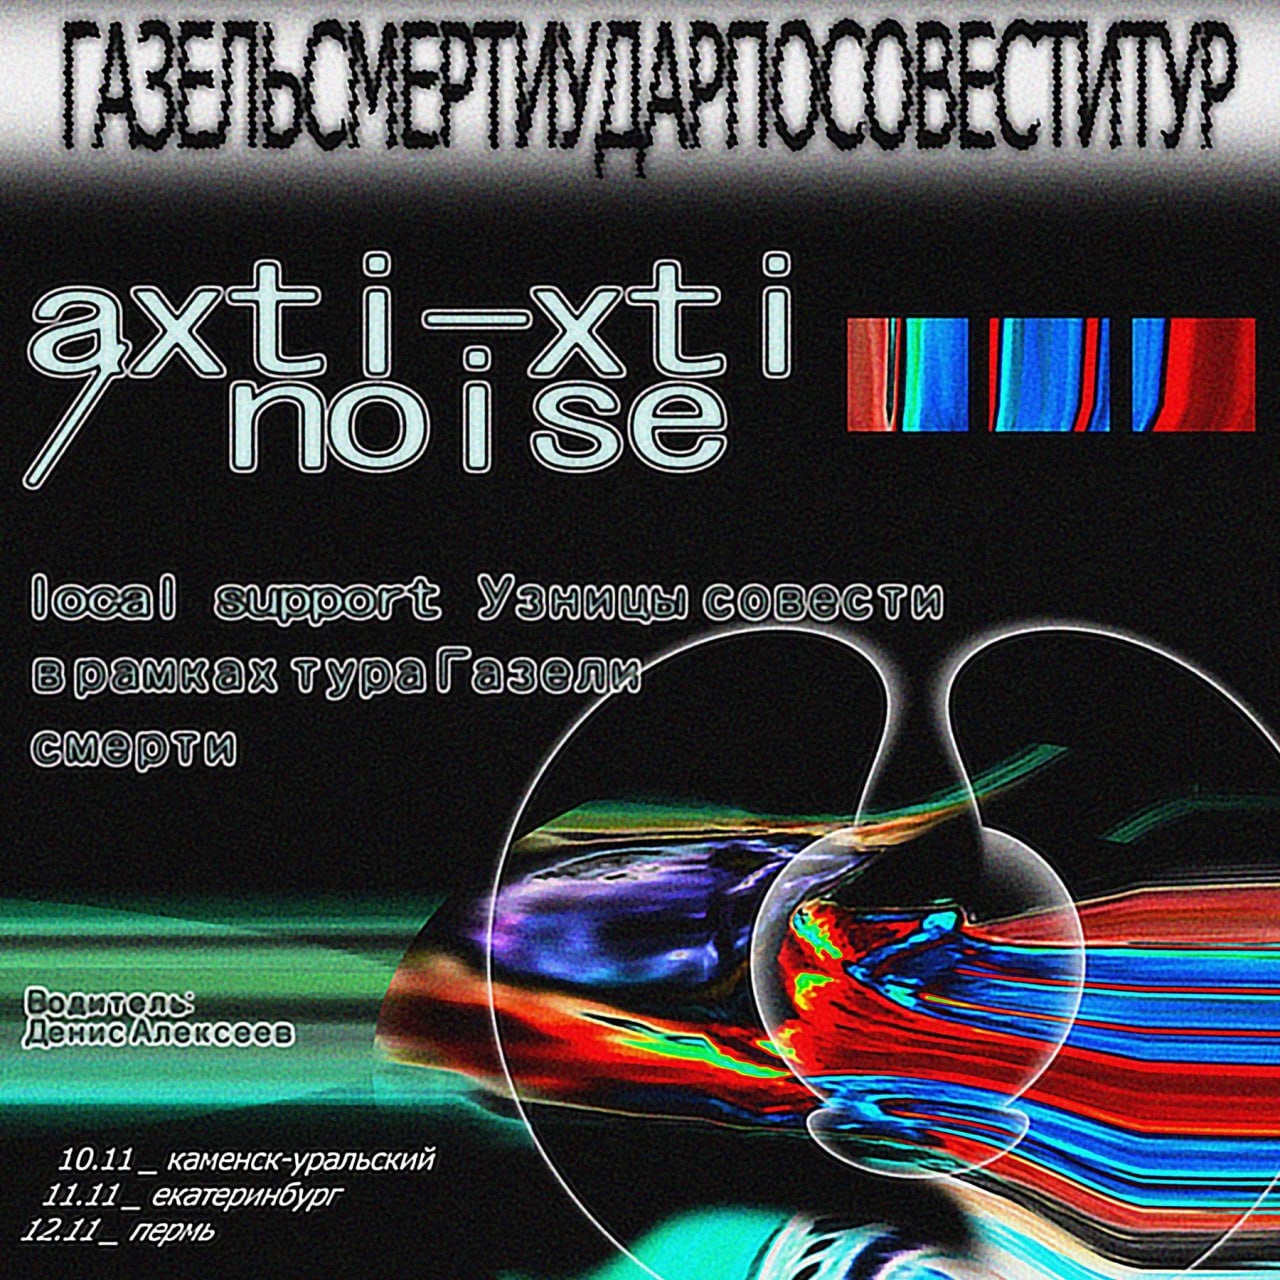 ГАЗЕЛЬСМЕРТИУДАРПОСОВЕСТИТУР
axti-xti
/ noise
local support Узницы совести
в рамках тура Газели
смерти
Водитель:
Денис Алексеев
10.11 _ каменск-уральский
11.11 _ екатеринбург
12.11 _ пермь